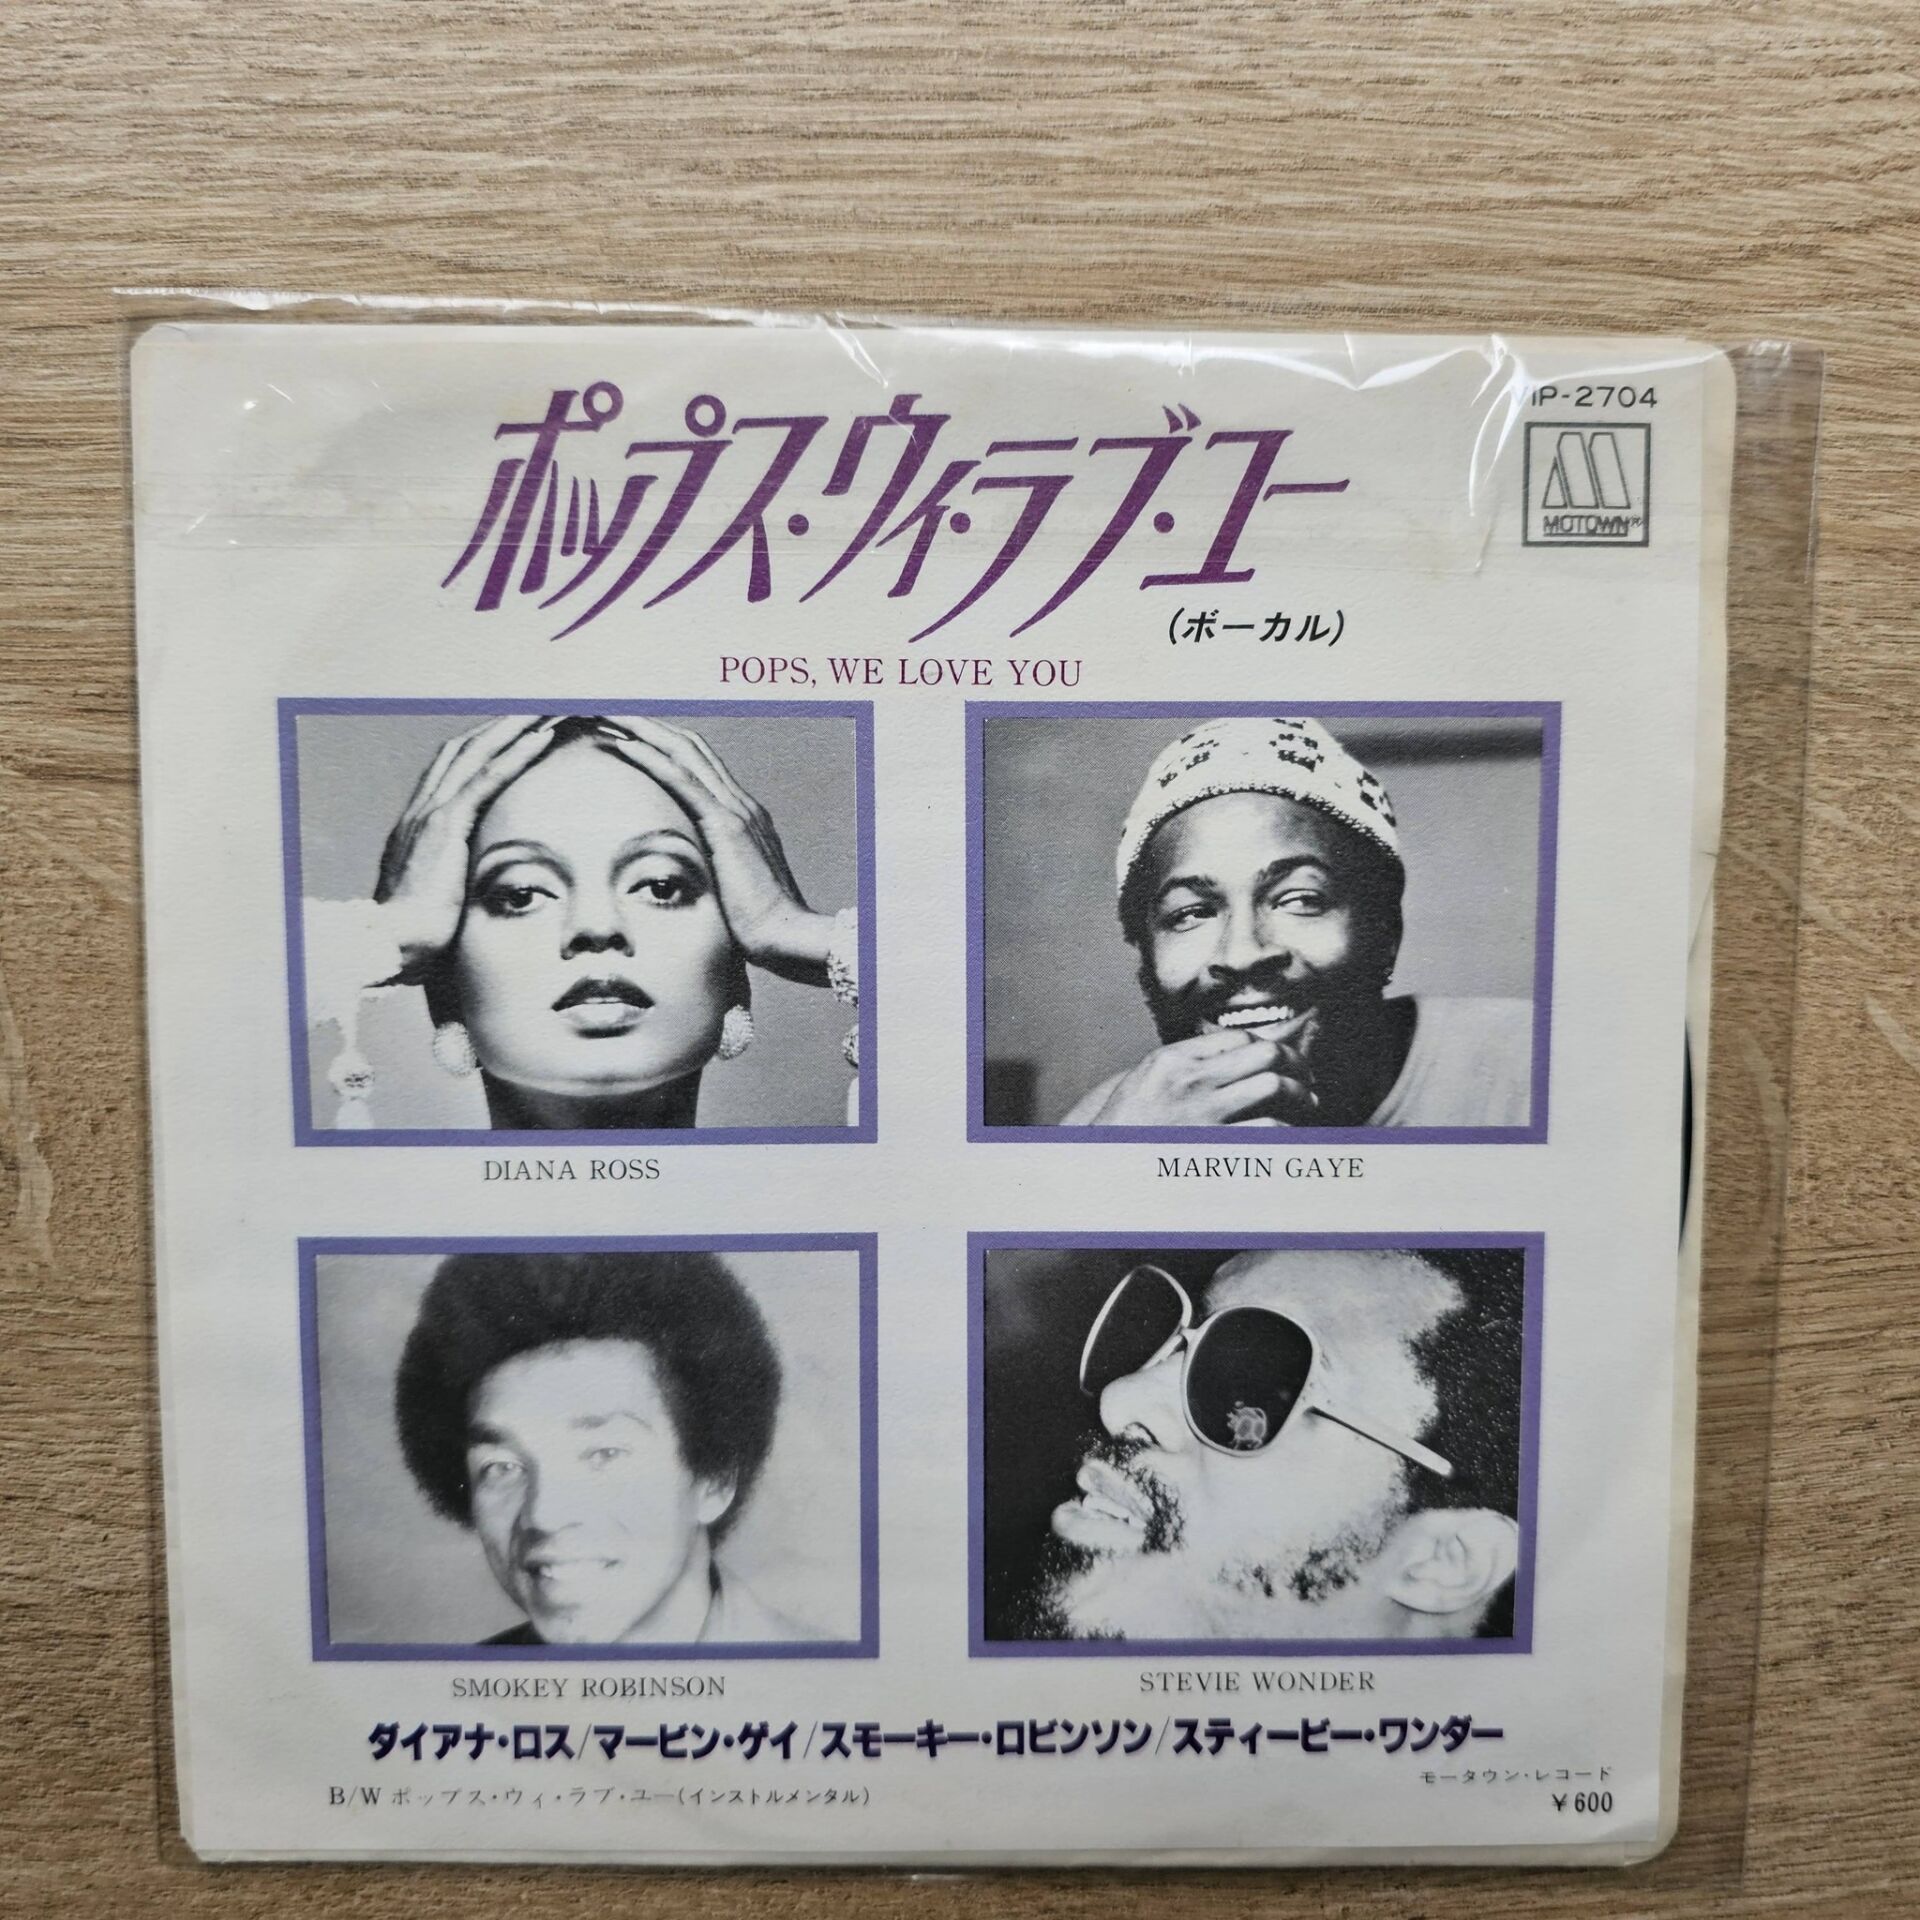 VIP-2704
MOTOWN®
ポップス・ウィ・ラブ・ユー
(ボーカル)
POPS, WE LOVE YOU
DIANA ROSS
MARVIN GAYE
SMOKEY ROBINSON
STEVIE WONDER
ダイアナ・ロス/マービン・ゲイ/スモーキー・ロビンソン/スティービー・ワンダー
B/W ポップス・ウィ・ラブ・ユー(インストルメンタル)
モータウン・レコード
¥600